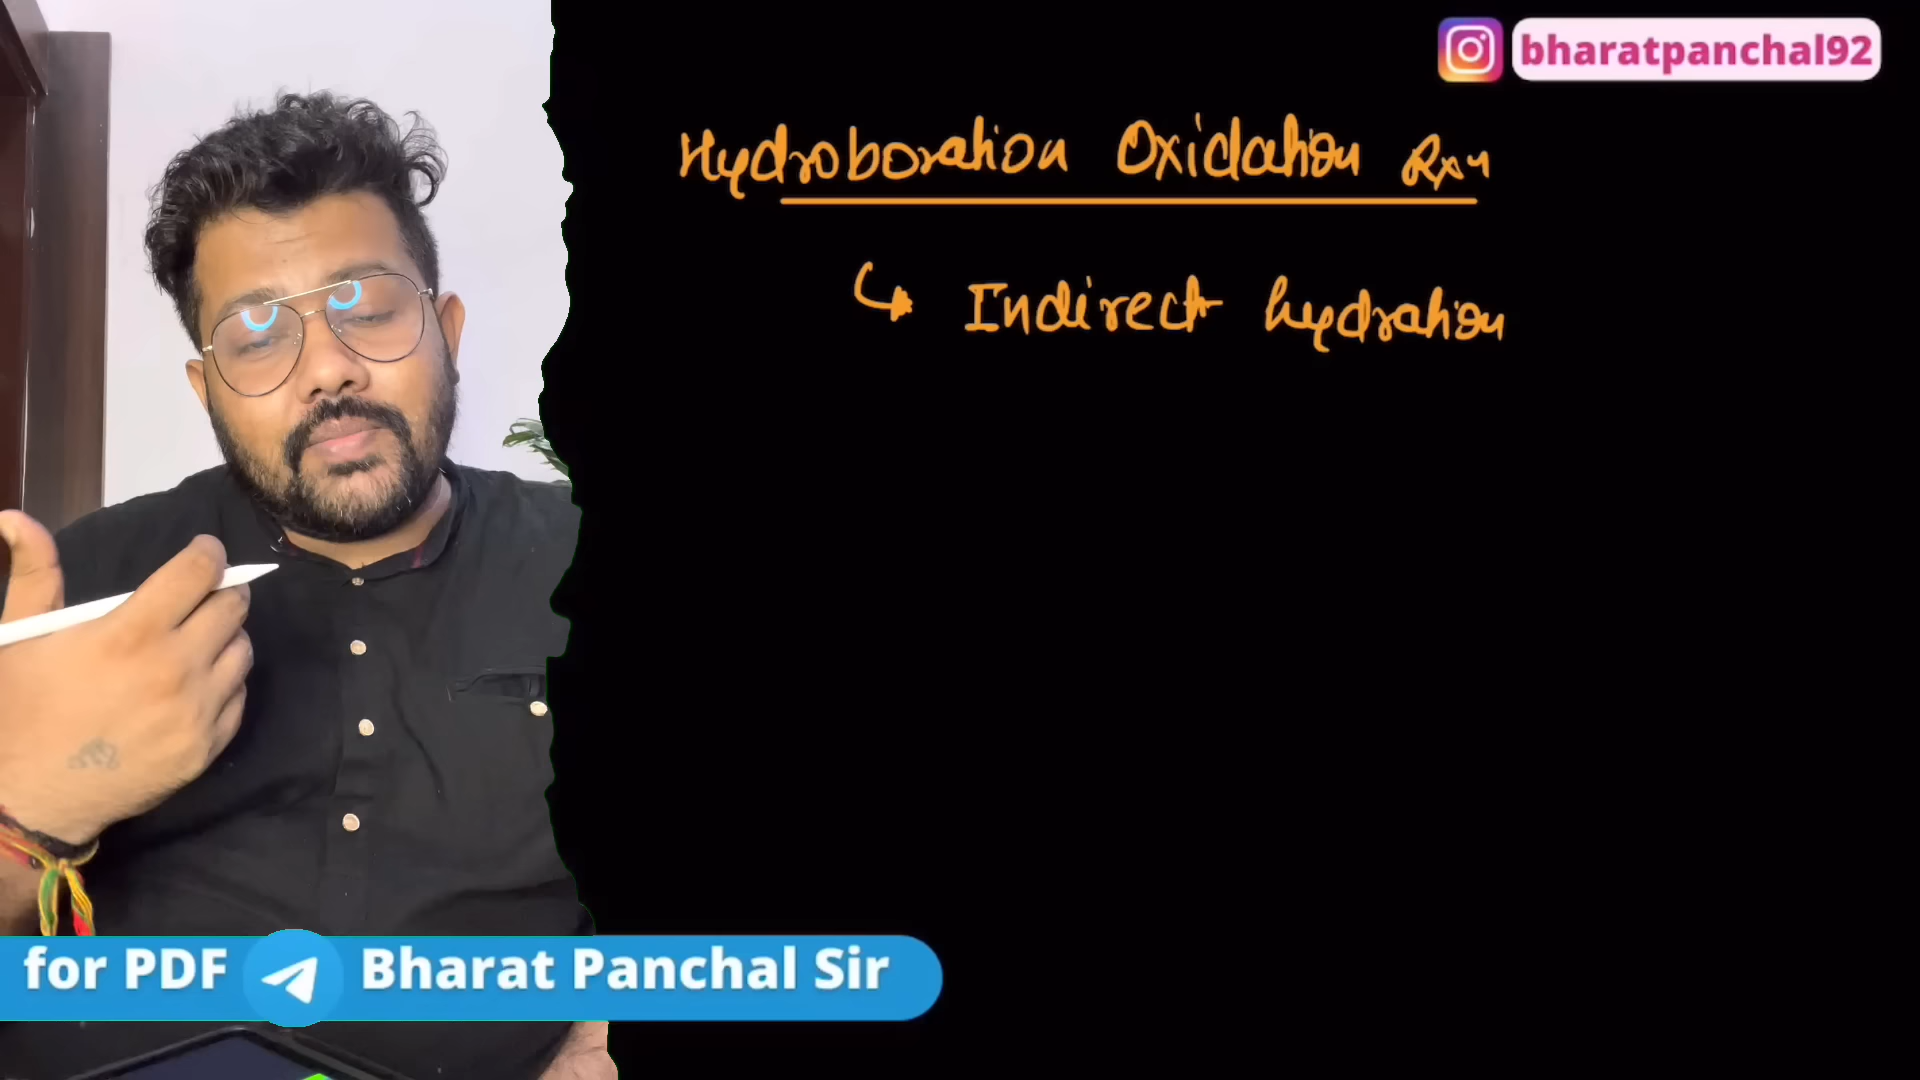 bharatpanchal92
Hydroboration Oxidation Rxn
Indirect hydration
for PDF Bharat Panchal Sir